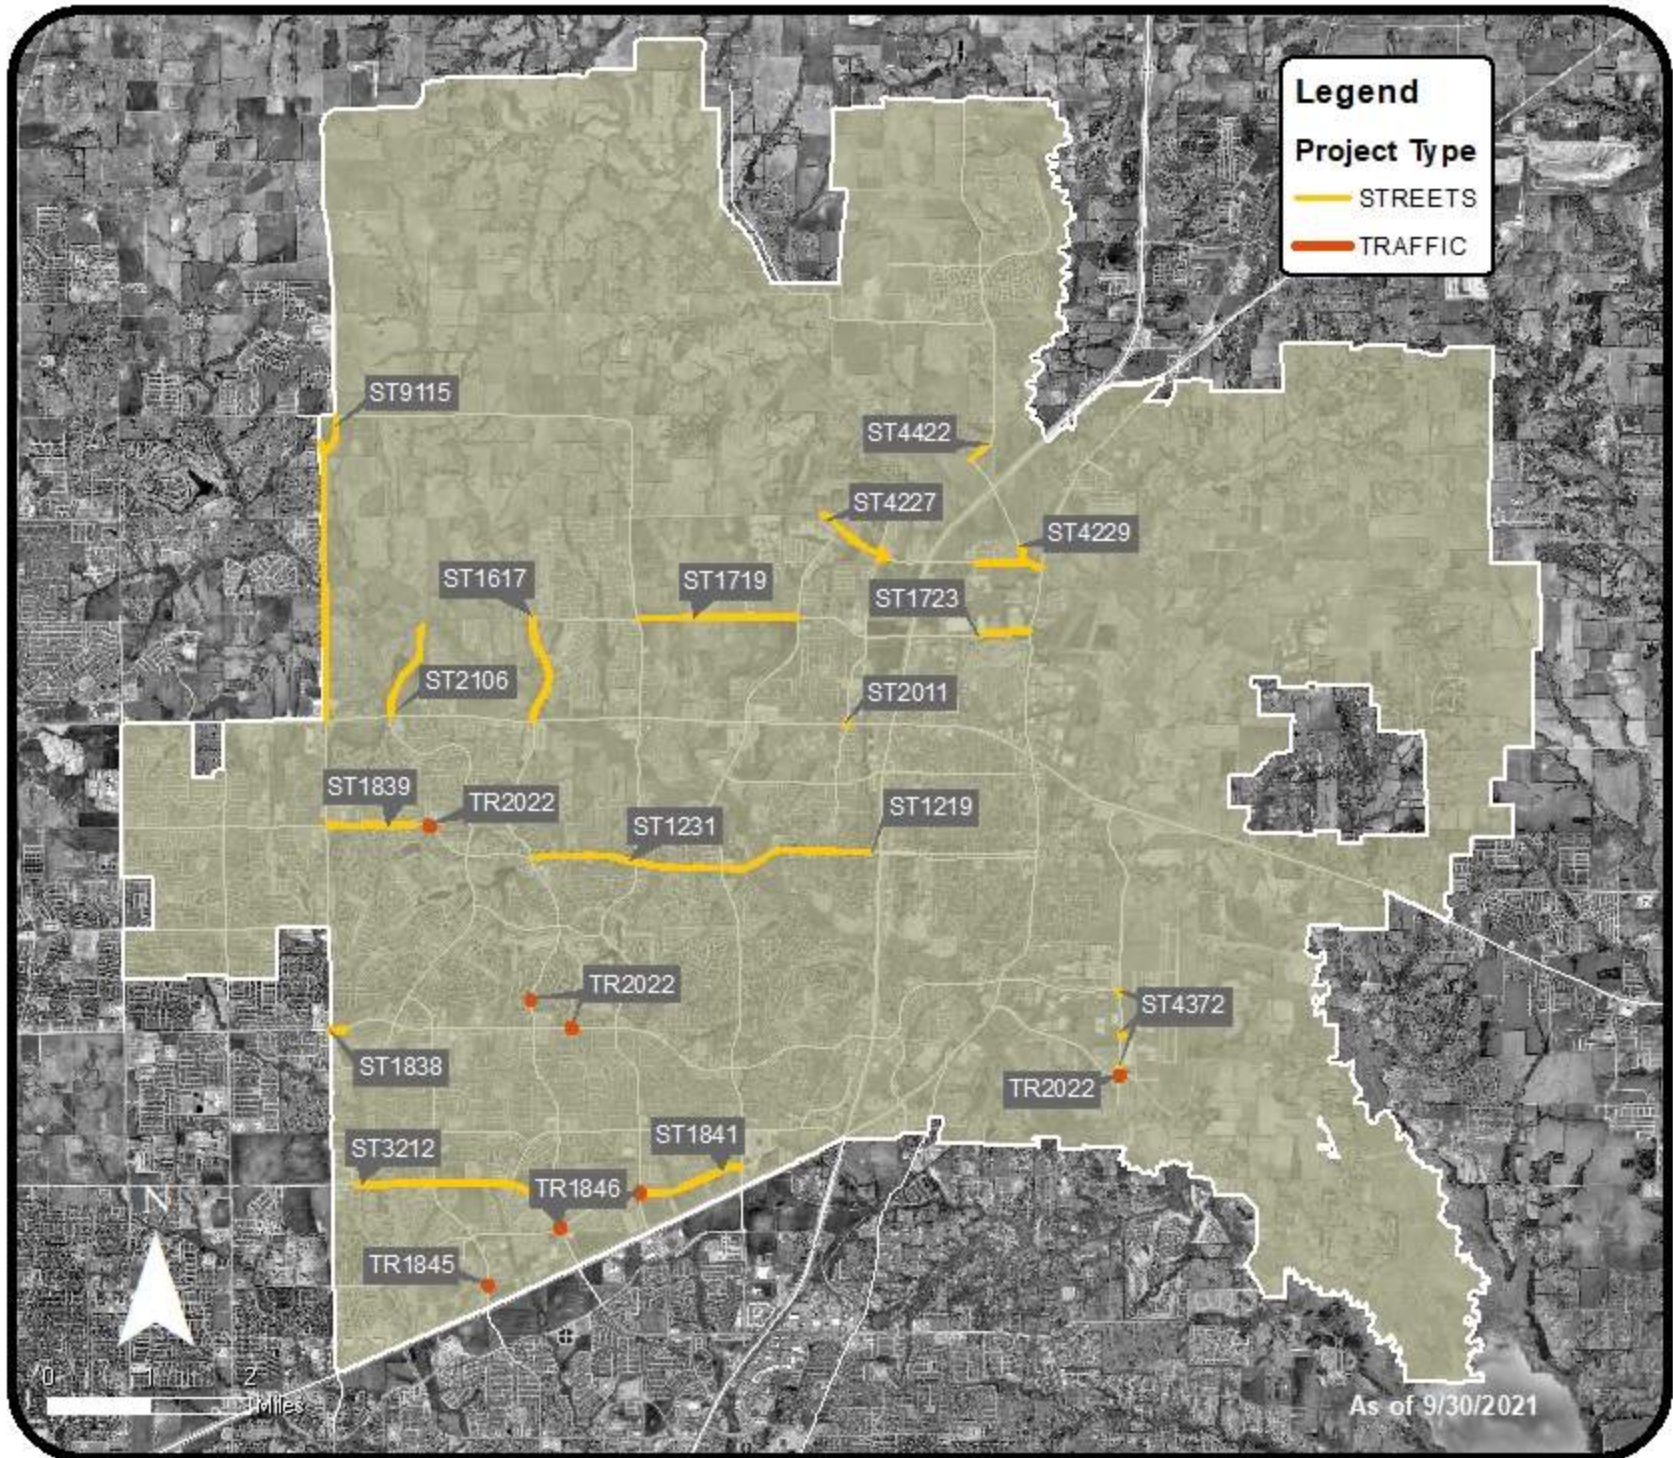 Legend
Project Type
STREETS
TRAFFIC
ST9115
ST4422
ST4227
ST4229
ST1617
ST1719
ST1723
ST2106
ST2011
ST1839
TR2022
ST1231
ST1219
TR2022
ST4372
ST1838
TR2022
ST1841
ST3212
TR1846
TR1845
N
0 1 2
Miles
As of 9/30/2021